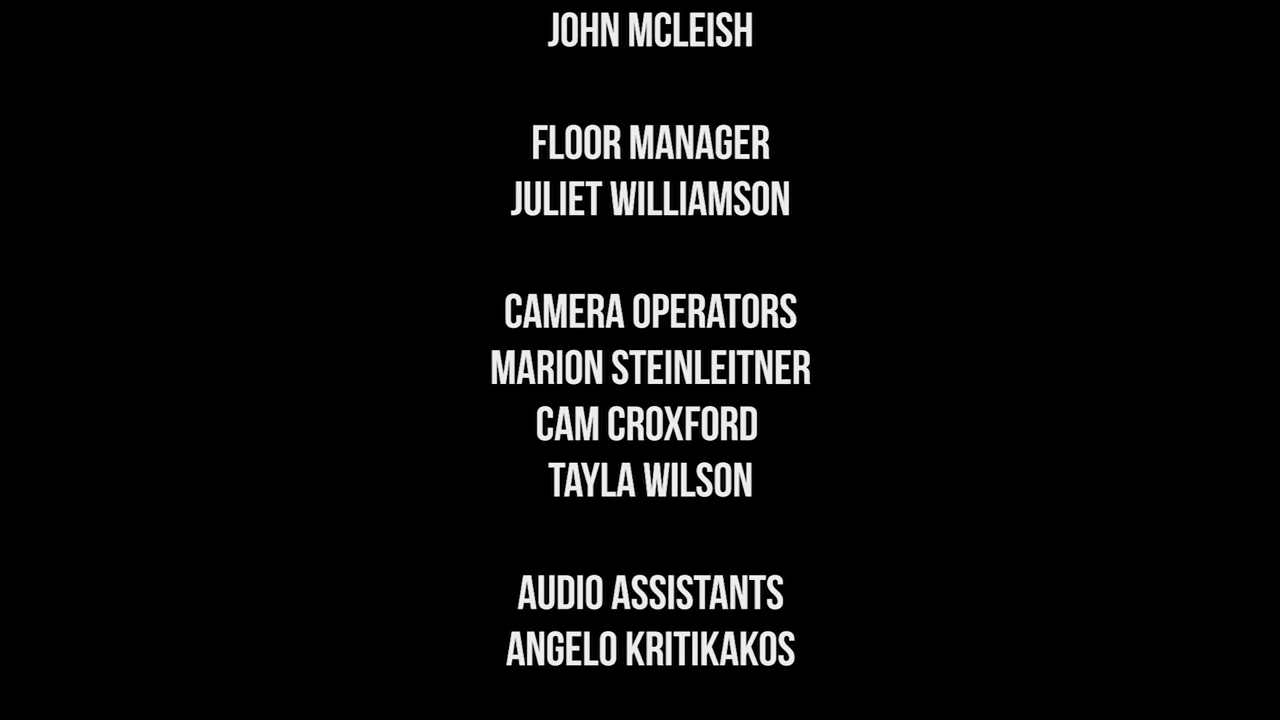 JOHN MCLEISH
FLOOR MANAGER
JULIET WILLIAMSON
CAMERA OPERATORS
MARION STEINLEITNER
CAM CROXFORD
TAYLA WILSON
AUDIO ASSISTANTS
ANGELO KRITIKAKOS